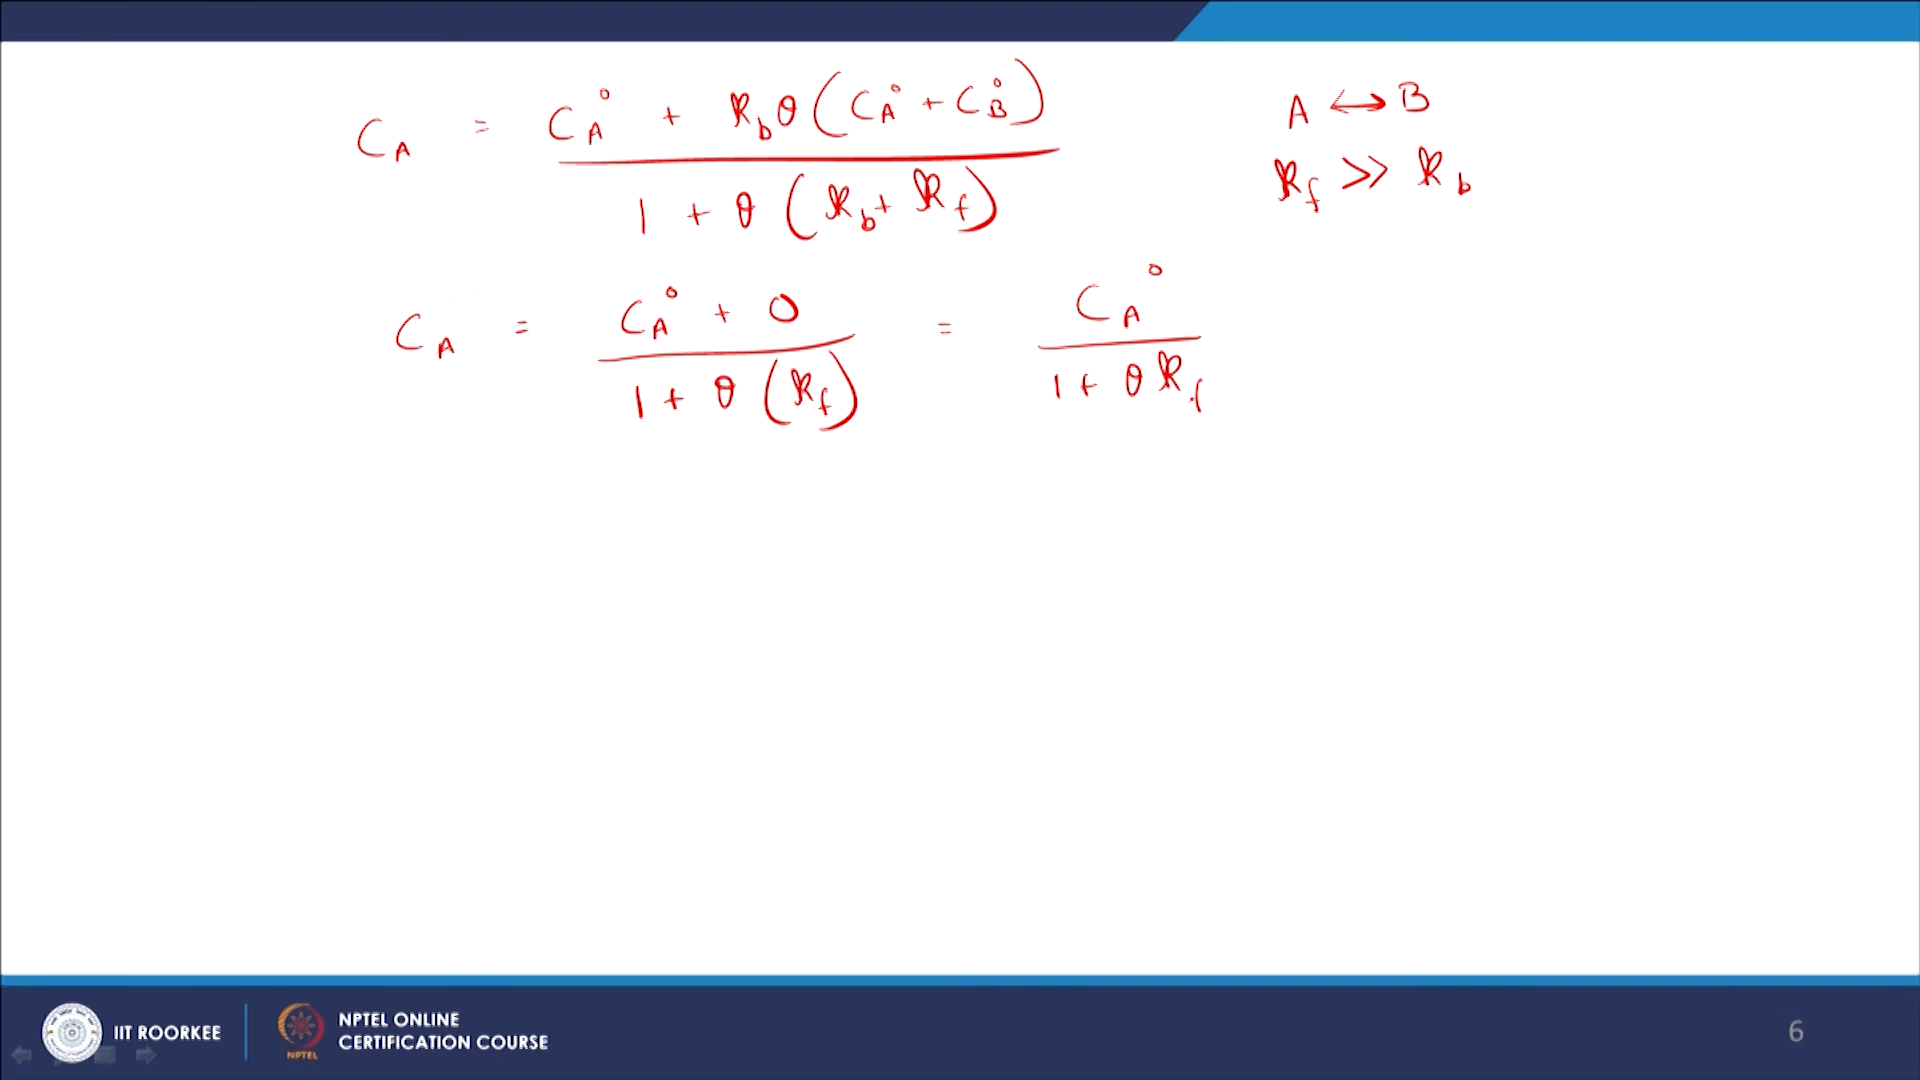 C_A = (C_A° + k_b θ (C_A° + C_B°)) / (1 + θ (k_b + k_f))
A ↔ B
k_f >> k_b
C_A = (C_A° + 0) / (1 + θ (k_f)) = C_A° / (1 + θ k_f)
IIT ROORKEE
NPTEL
NPTEL ONLINE
CERTIFICATION COURSE
6